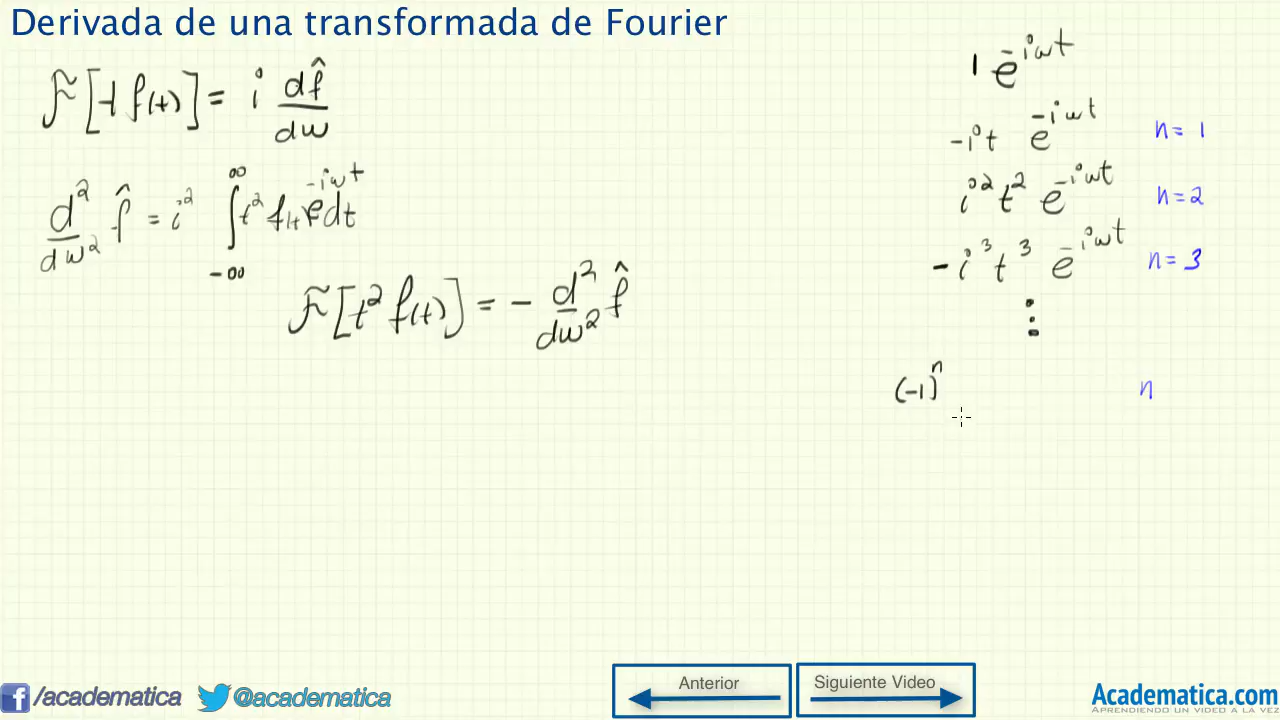 Derivada de una transformada de Fourier
ℱ[t f(t)] = i df̂/dw
d²/dw² f̂ = i² ∫_{-∞}^{∞} t² f(t) e^{-iwt} dt
ℱ[t² f(t)] = - d²/dw² f̂
1 e^{-iwt}
-it e^{-iwt} n = 1
i² t² e^{-iwt} n = 2
- i³ t³ e^{-iwt} n = 3
⋮
(-1)ⁿ n
Anterior
Siguiente Video
/academatica
@academatica
Academatica.com
APRENDIENDO UN VIDEO A LA VEZ